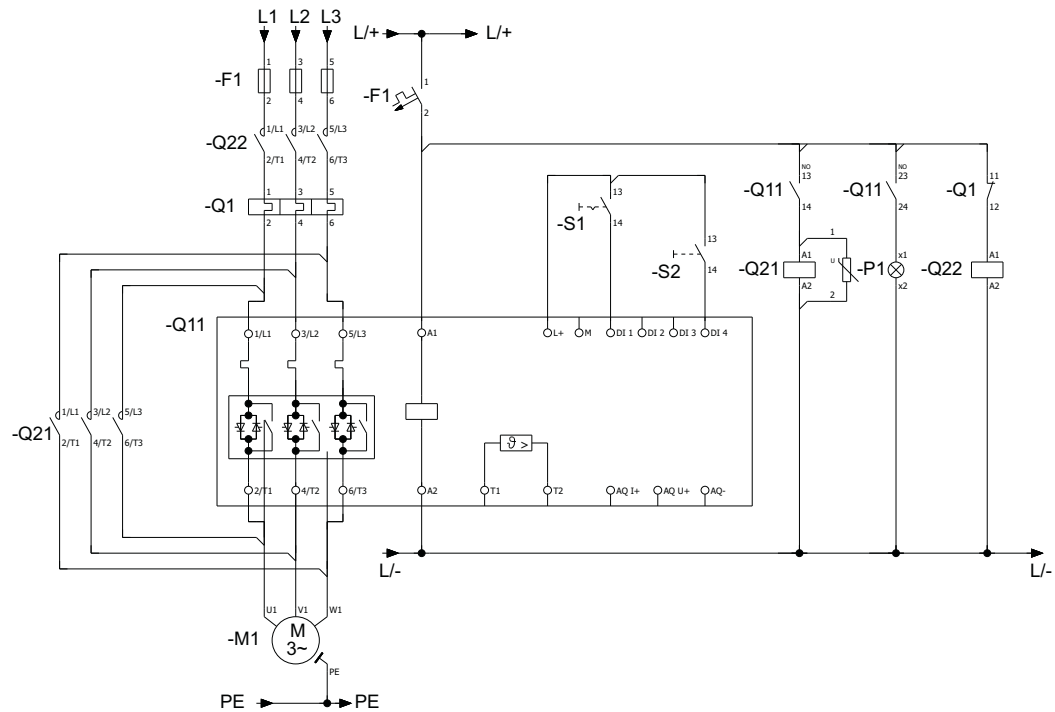 L1 L2 L3
L/+ L/+
-F1
1 3 5
2 4 6
-F1
1
2
-Q22
1/L1 3/L2 5/L3
2/T1 4/T2 6/T3
-Q1
1 3 5
2 4 6
-S1
13
14
-S2
13
14
-Q11
NO
13
14
-Q11
NO
23
24
-Q1
11
12
-Q21
A1
A2
1
U
2
-P1
x1
x2
-Q22
A1
A2
-Q11
1/L1 3/L2 5/L3 A1 L+ M DI 1 DI 2 DI 3 DI 4
-Q21
1/L1 3/L2 5/L3
2/T1 4/T2 6/T3
ϑ >
2/T1 4/T2 6/T3 A2 T1 T2 AQ I+ AQ U+ AQ-
L/- L/-
U1 V1 W1
-M1
M
3~
PE
PE PE